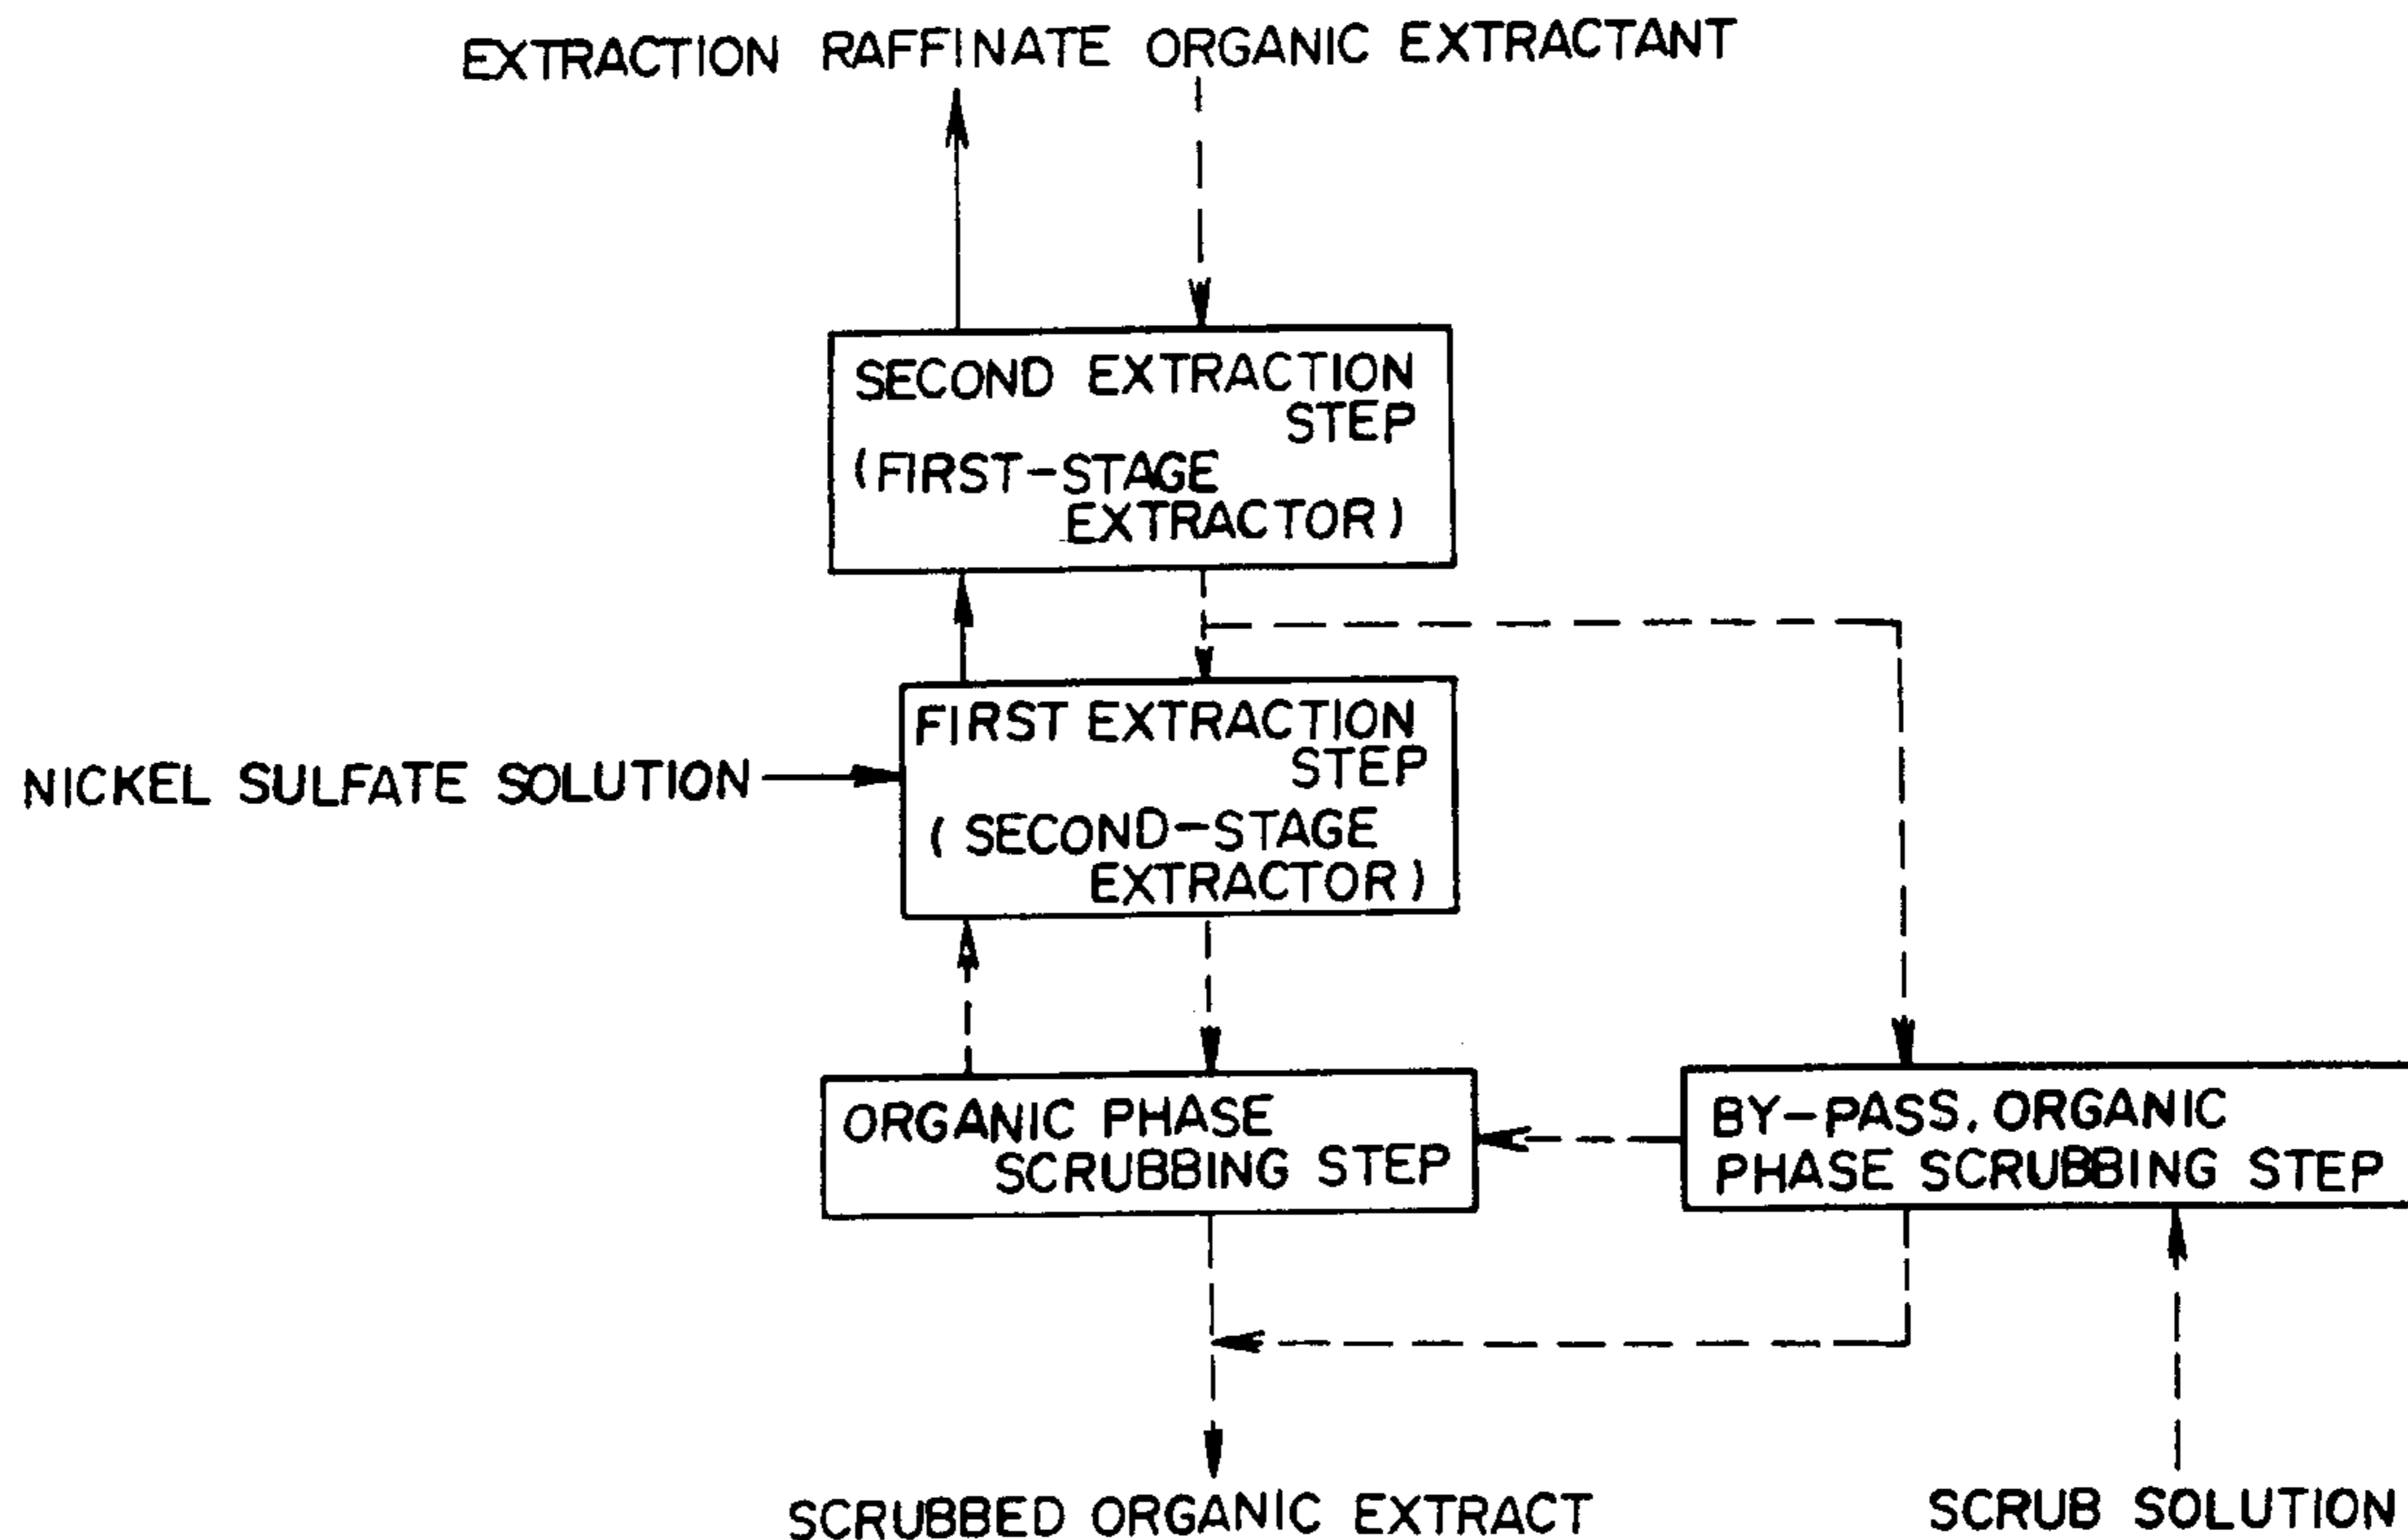 EXTRACTION RAFFINATE ORGANIC EXTRACTANT
SECOND EXTRACTION
STEP
(FIRST-STAGE
EXTRACTOR)
FIRST EXTRACTION
STEP
(SECOND-STAGE
EXTRACTOR)
NICKEL SULFATE SOLUTION
ORGANIC PHASE
SCRUBBING STEP
BY-PASS. ORGANIC
PHASE SCRUBBING STEP
SCRUBBED ORGANIC EXTRACT
SCRUB SOLUTION